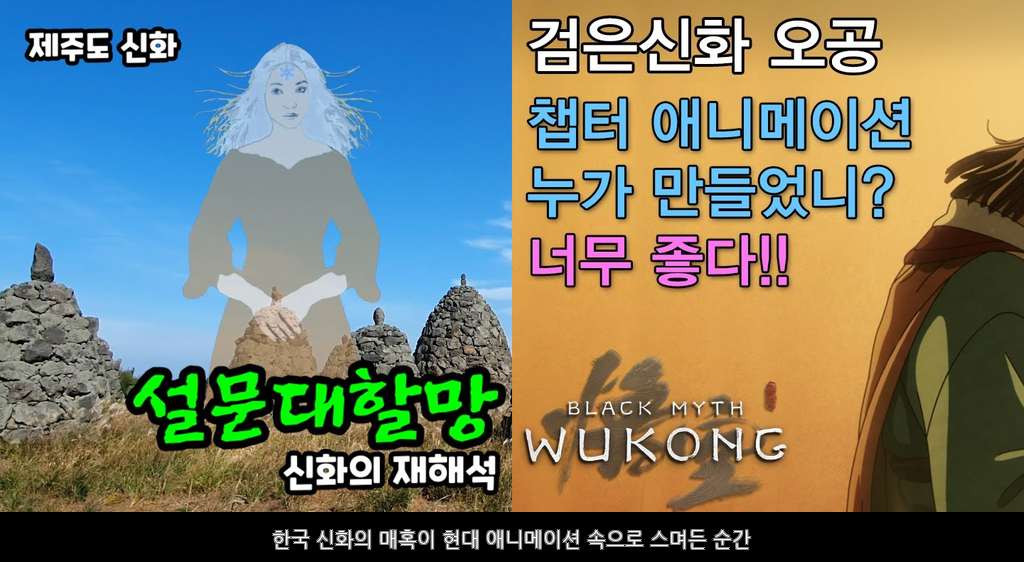 제주도 신화
설문대할망
신화의 재해석
검은신화 오공
챕터 애니메이션
누가 만들었니?
너무 좋다!!
BLACK MYTH
WUKONG
한국 신화의 매혹이 현대 애니메이션 속으로 스며든 순간